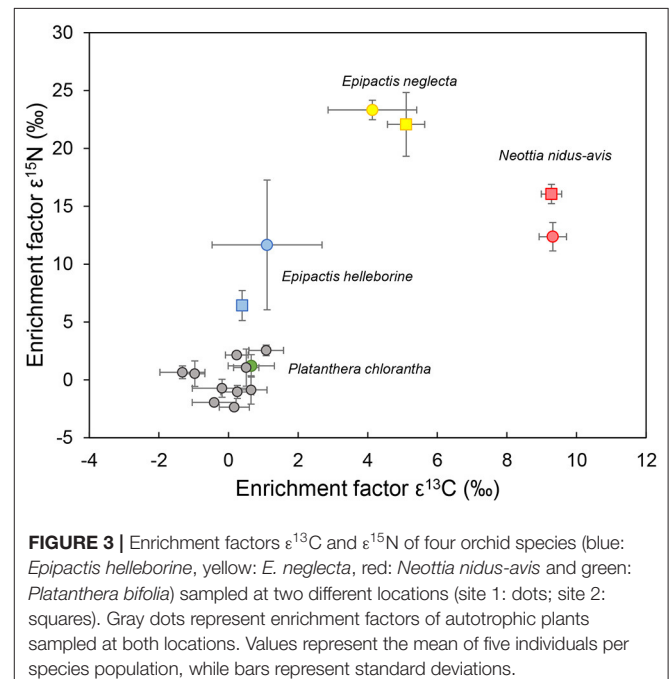 30
25
20
15
10
5
0
-5
Enrichment factor ε¹⁵N (‰)
Epipactis neglecta
Neottia nidus-avis
Epipactis helleborine
Platanthera chlorantha
-4 -2 0 2 4 6 8 10 12
Enrichment factor ε¹³C (‰)
FIGURE 3 | Enrichment factors ε¹³C and ε¹⁵N of four orchid species (blue:
Epipactis helleborine, yellow: E. neglecta, red: Neottia nidus-avis and green:
Platanthera bifolia) sampled at two different locations (site 1: dots; site 2:
squares). Gray dots represent enrichment factors of autotrophic plants
sampled at both locations. Values represent the mean of five individuals per
species population, while bars represent standard deviations.